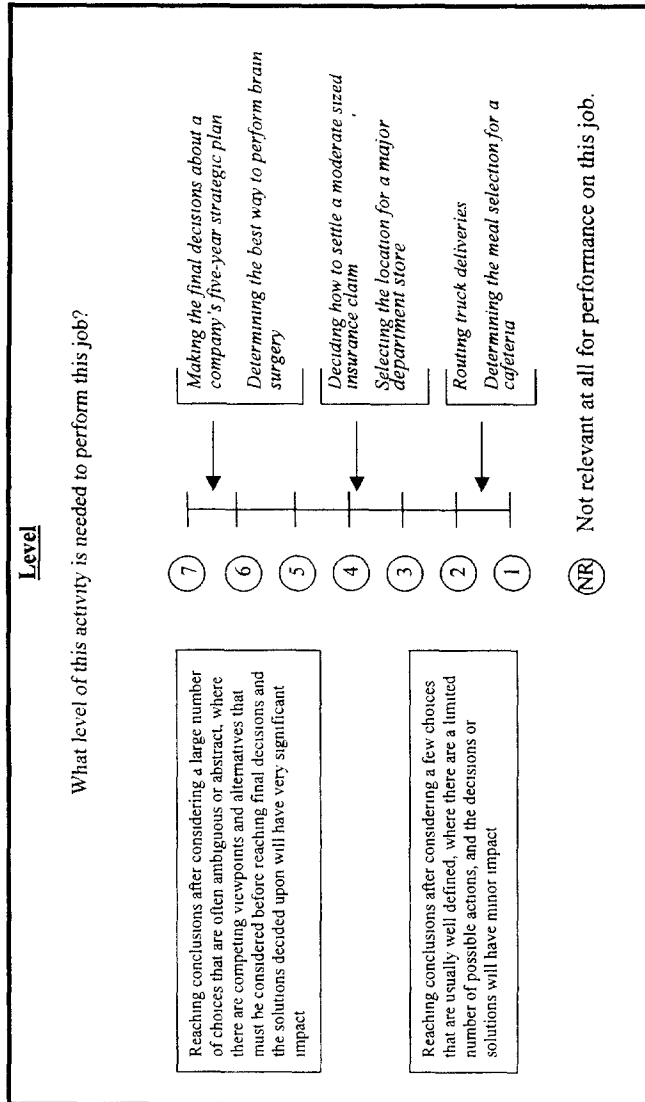 Level
What level of this activity is needed to perform this job?
Reaching conclusions after considering a large number
of choices that are often ambiguous or abstract, where
there are competing viewpoints and alternatives that
must be considered before reaching final decisions and
the solutions decided upon will have very significant
impact
Reaching conclusions after considering a few choices
that are usually well defined, where there are a limited
number of possible actions, and the decisions or
solutions will have minor impact
7
6
5
4
3
2
1
Making the final decisions about a
company's five-year strategic plan
Determining the best way to perform brain
surgery
Deciding how to settle a moderate sized
insurance claim
Selecting the location for a major
department store
Routing truck deliveries
Determining the meal selection for a
cafeteria
NR Not relevant at all for performance on this job.